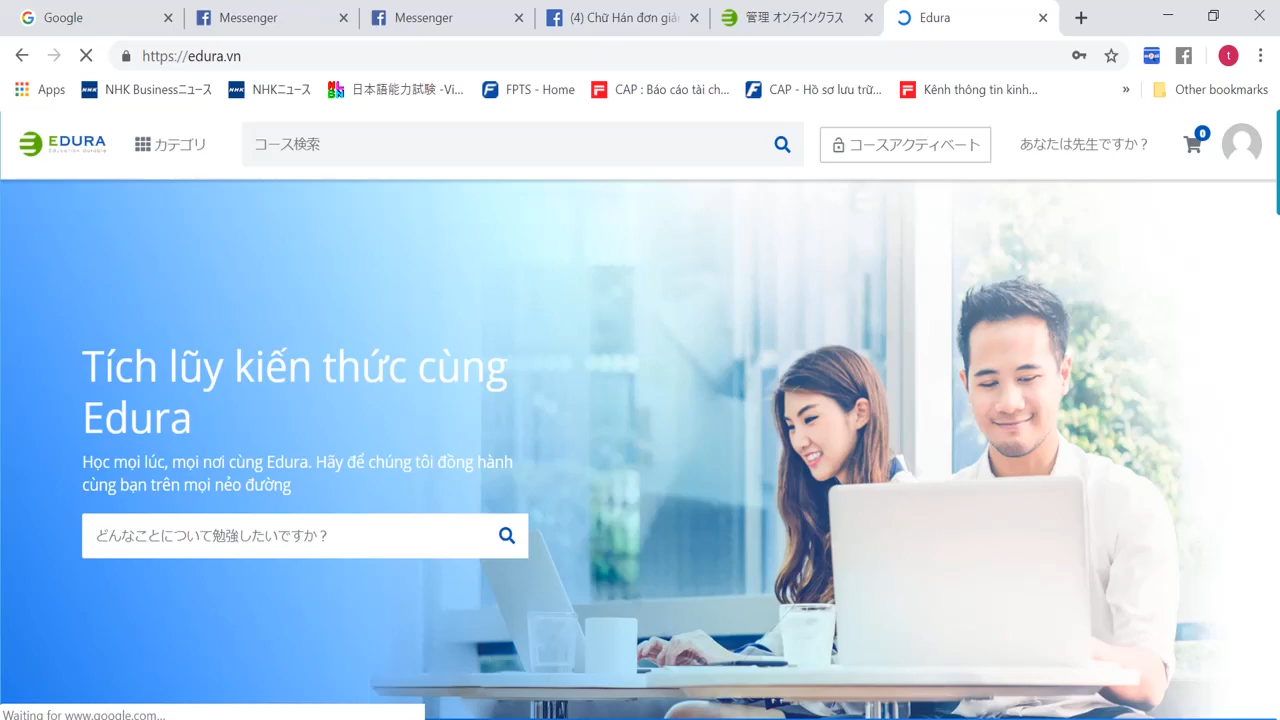 Google
Messenger
Messenger
(4) Chữ Hán đơn giả
管理 オンラインクラス
Edura
https://edura.vn
t
Apps
NHK Businessニュース
NHKニュース
日本語能力試験 -Vi...
FPTS - Home
CAP : Báo cáo tài ch...
CAP - Hồ sơ lưu trữ...
Kênh thông tin kinh...
»
Other bookmarks
EDURA
カテゴリ
コース検索
コースアクティベート
あなたは先生ですか？
0
Tích lũy kiến thức cùng
Edura
Học mọi lúc, mọi nơi cùng Edura. Hãy để chúng tôi đồng hành
cùng bạn trên mọi nẻo đường
どんなことについて勉強したいですか？
Waiting for www.google.com...